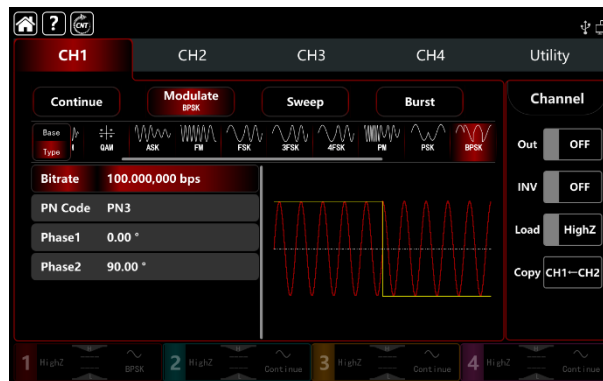 ? CNT
CH1 CH2 CH3 CH4 Utility
Continue Modulate Sweep Burst Channel
BPSK
Base
Type QAM ASK FM FSK 3FSK 4FSK PM PSK BPSK
Out OFF
Bitrate 100.000,000 bps
INV OFF
PN Code PN3
Phase1 0.00 °
Load HighZ
Phase2 90.00 °
Copy CH1←CH2
1 HighZ BPSK 2 HighZ Continue 3 HighZ Continue 4 HighZ Continue